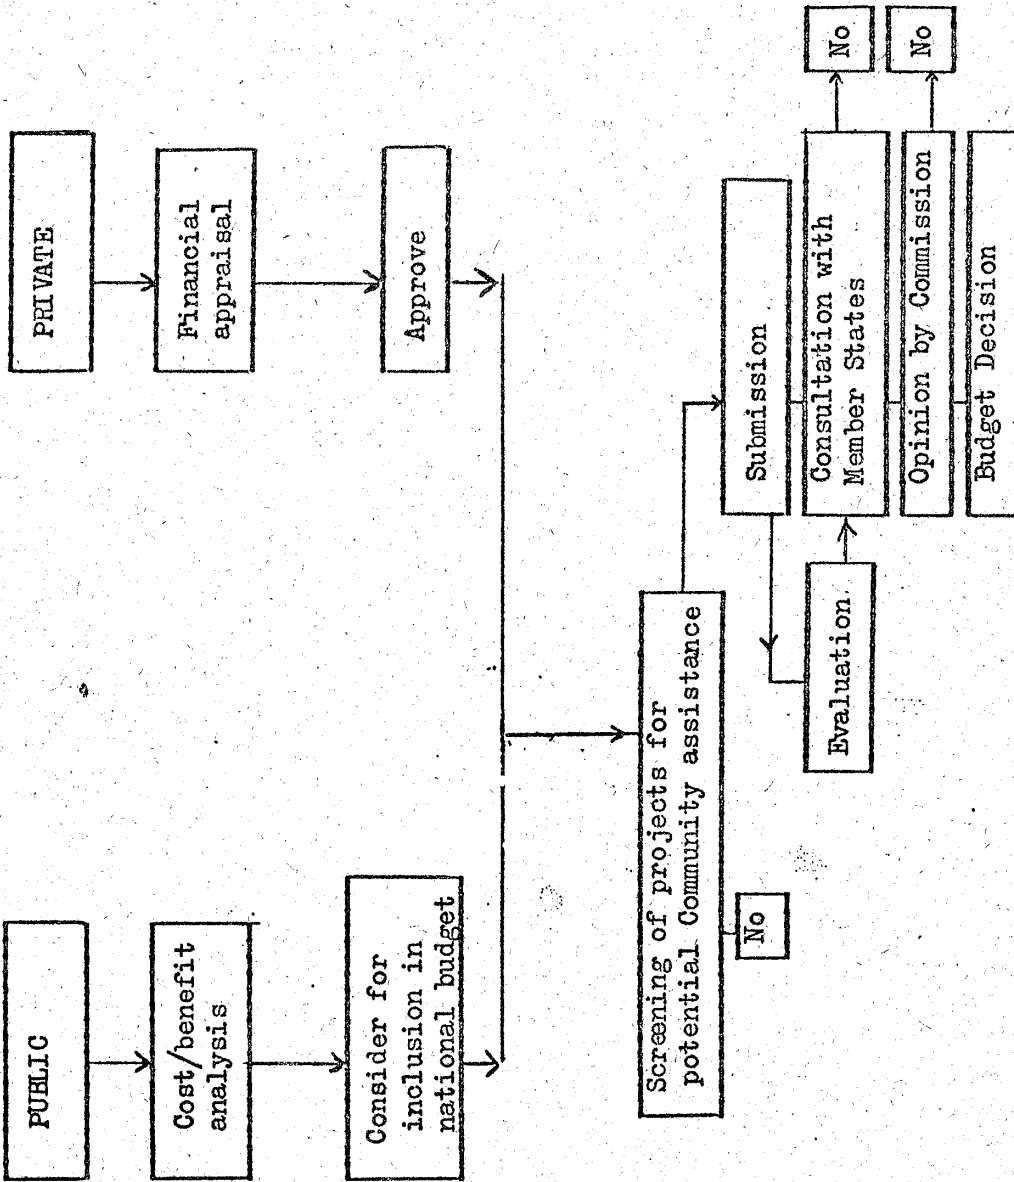 PUBLIC
Cost/benefit
analysis
Consider for
inclusion in
national budget
PRIVATE
Financial
appraisal
Approve
Screening of projects for
potential Community assistance
No
Submission
Evaluation
Consultation with
Member States
No
Opinion by Commission
No
Budget Decision